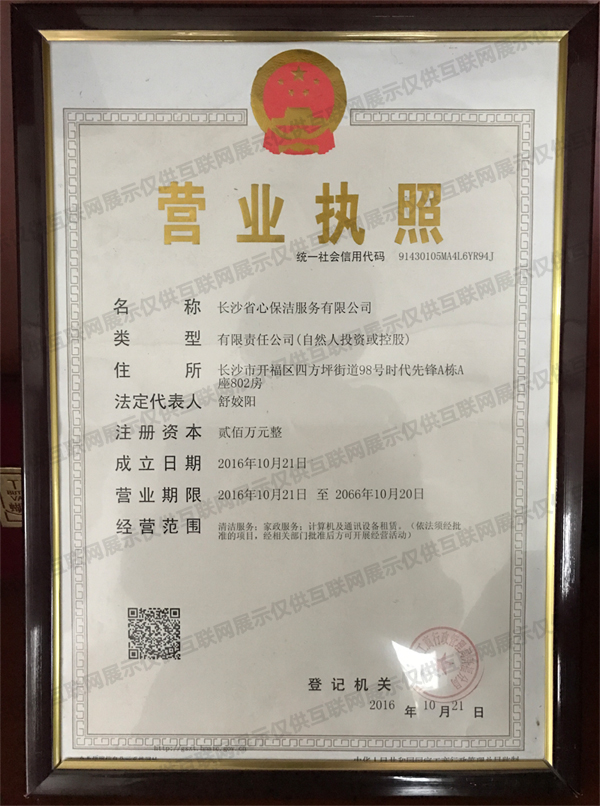 营业执照
统一社会信用代码 91430105MA4L6YR94J
名称 长沙省心保洁服务有限公司
类型 有限责任公司(自然人投资或控股)
住所 长沙市开福区四方坪街道98号时代先锋A栋A
座802房
法定代表人 舒姣阳
注册资本 贰佰万元整
成立日期 2016年10月21日
营业期限 2016年10月21日 至 2066年10月20日
经营范围 清洁服务；家政服务；计算机及通讯设备租赁。（依法须经批
准的项目，经相关部门批准后方可开展经营活动）
登记机关
2016 年 10 月 21 日
仅供互联网展示